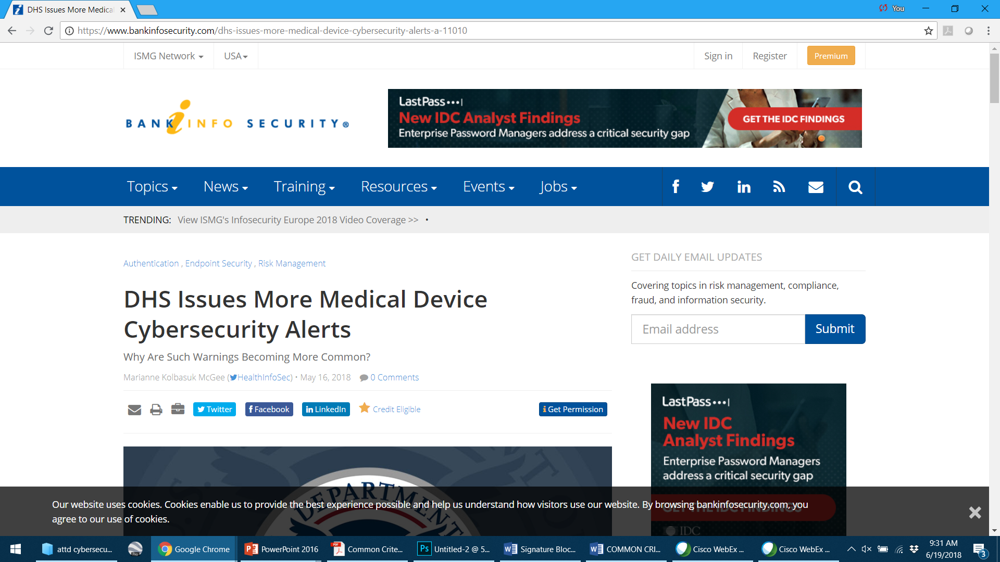 DHS Issues More Medica
You
https://www.bankinfosecurity.com/dhs-issues-more-medical-device-cybersecurity-alerts-a-11010
ISMG Network
USA
Sign in
Register
Premium
BANK INFO SECURITY®
LastPass•••|
New IDC Analyst Findings
Enterprise Password Managers address a critical security gap
GET THE IDC FINDINGS
Topics
News
Training
Resources
Events
Jobs
TRENDING: View ISMG's Infosecurity Europe 2018 Video Coverage >> •
Authentication , Endpoint Security , Risk Management
DHS Issues More Medical Device
Cybersecurity Alerts
Why Are Such Warnings Becoming More Common?
Marianne Kolbasuk McGee (HealthInfoSec) • May 16, 2018 0 Comments
Twitter
Facebook
LinkedIn
Credit Eligible
Get Permission
GET DAILY EMAIL UPDATES
Covering topics in risk management, compliance,
fraud, and information security.
Email address
Submit
LastPass•••|
New IDC
Analyst Findings
Enterprise Password Managers
address a critical security gap
GET THE IDC FINDINGS
IDC
DEPARTMENT
Our website uses cookies. Cookies enable us to provide the best experience possible and help us understand how visitors use our website. By browsing bankinfosecurity.com, you
agree to our use of cookies.
attd cybersecu...
Pro
Google Chrome
PowerPoint 2016
Common Crite...
Untitled-2 @ 5...
Signature Bloc...
COMMON CRI...
Cisco WebEx ...
Cisco WebEx ...
9:31 AM
6/19/2018
3